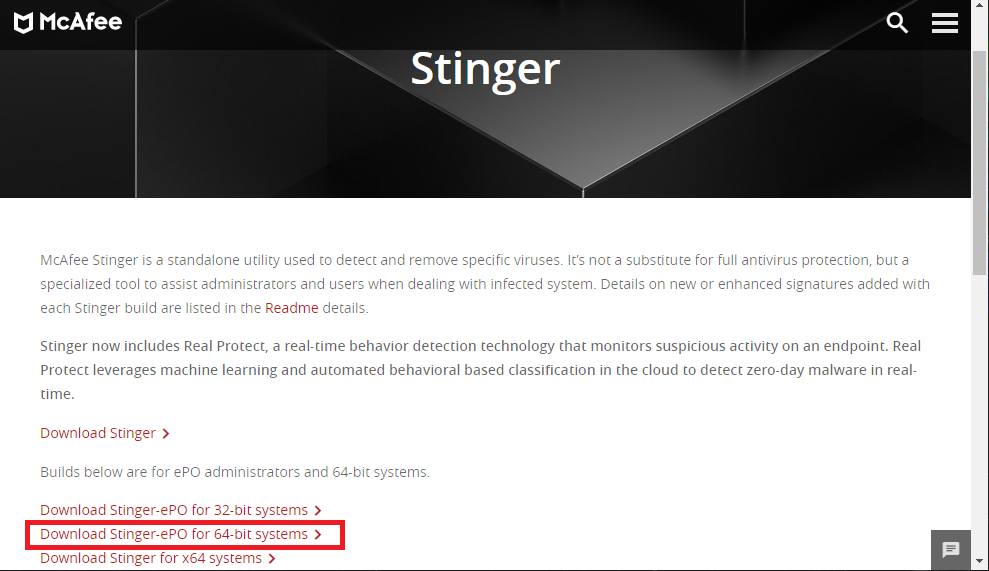 McAfee
Stinger
McAfee Stinger is a standalone utility used to detect and remove specific viruses. It's not a substitute for full antivirus protection, but a
specialized tool to assist administrators and users when dealing with infected system. Details on new or enhanced signatures added with
each Stinger build are listed in the Readme details.
Stinger now includes Real Protect, a real-time behavior detection technology that monitors suspicious activity on an endpoint. Real
Protect leverages machine learning and automated behavioral based classification in the cloud to detect zero-day malware in real-
time.
Download Stinger
Builds below are for ePO administrators and 64-bit systems.
Download Stinger-ePO for 32-bit systems
Download Stinger-ePO for 64-bit systems
Download Stinger for x64 systems